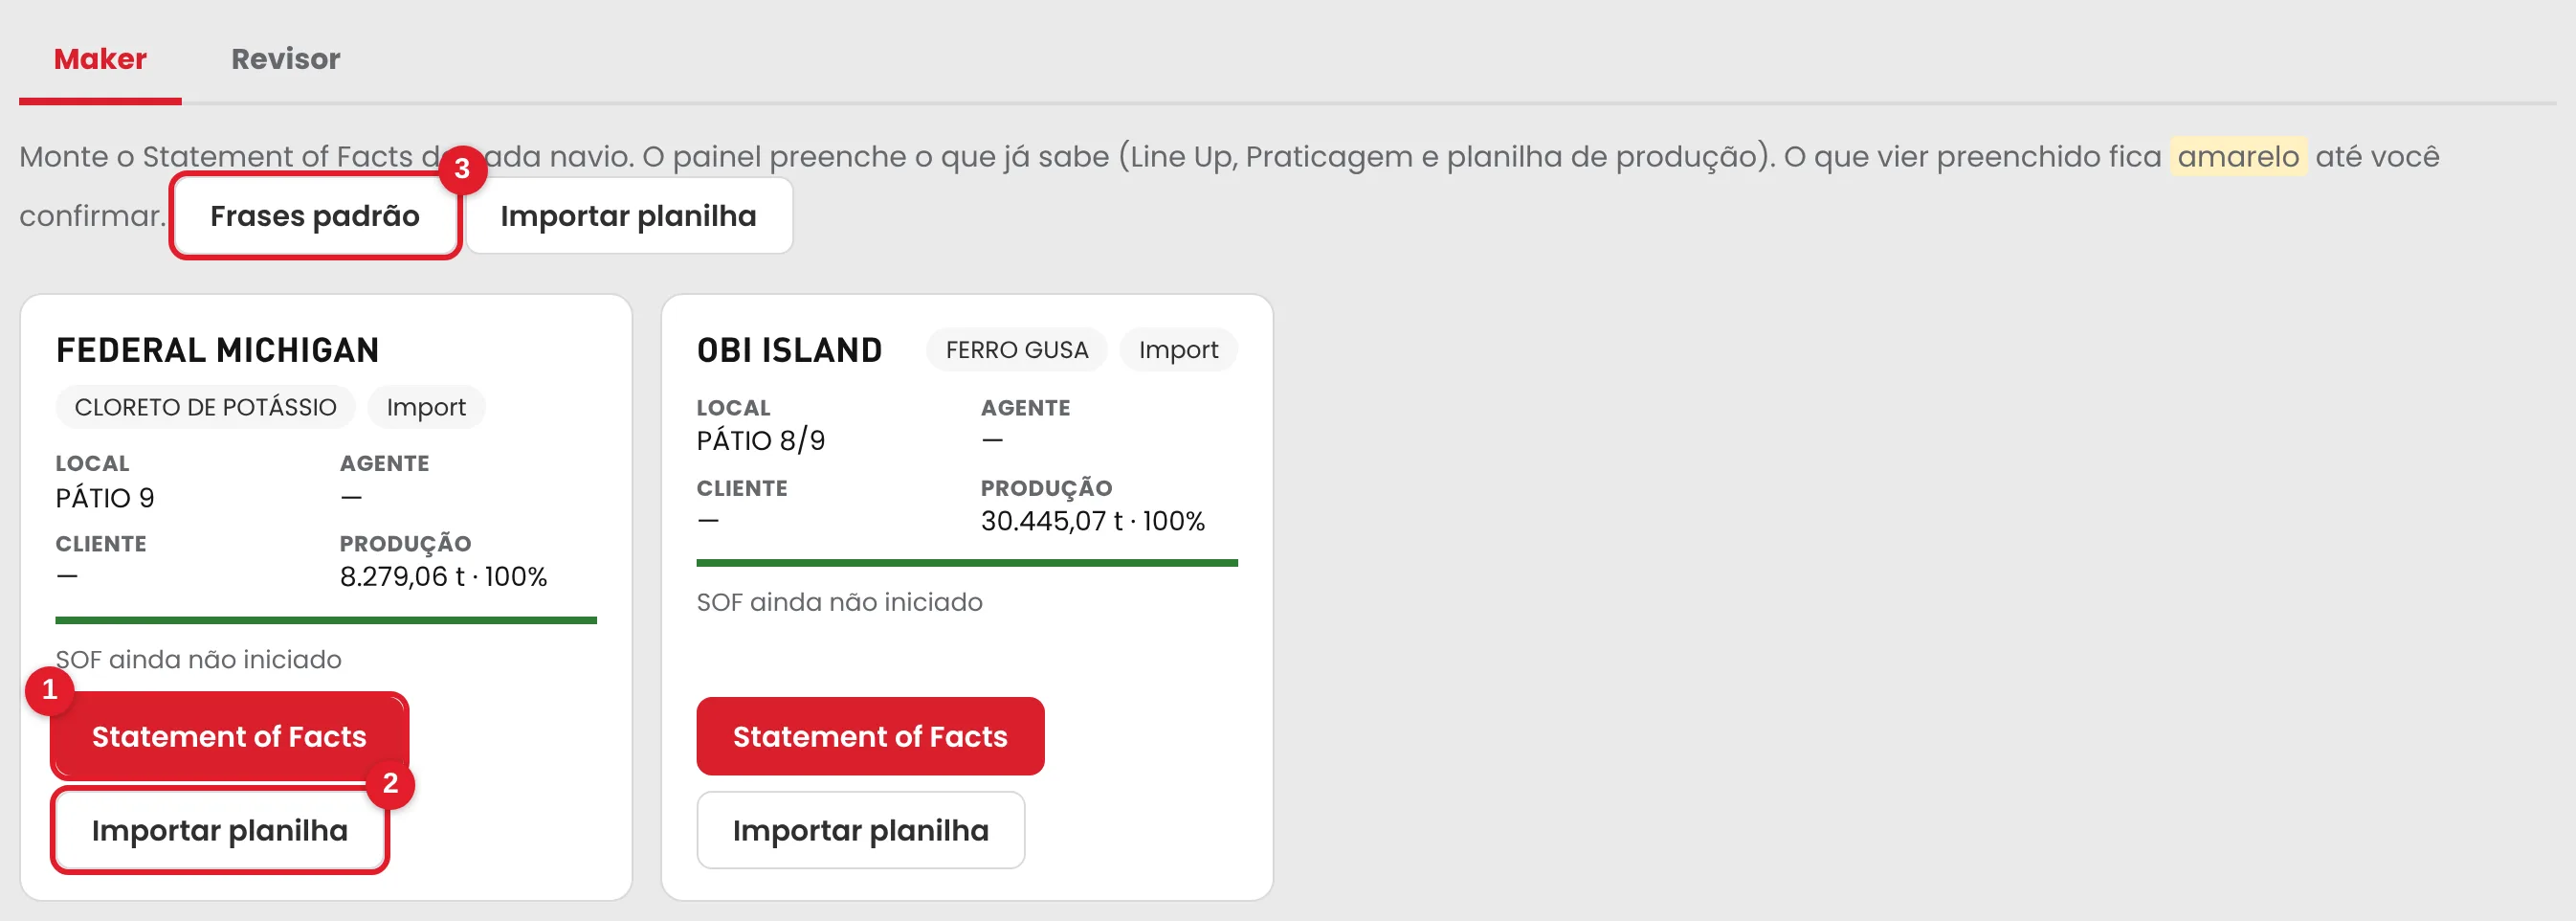 Maker
Revisor
Monte o Statement of Facts d ada navio. O painel preenche o que já sabe (Line Up, Praticagem e planilha de produção). O que vier preenchido fica amarelo até você
3
confirmar. Frases padrão Importar planilha
FEDERAL MICHIGAN
CLORETO DE POTÁSSIO Import
LOCAL AGENTE
PÁTIO 9 —
CLIENTE PRODUÇÃO
— 8.279,06 t · 100%
SOF ainda não iniciado
1
Statement of Facts
2
Importar planilha
OBI ISLAND FERRO GUSA Import
LOCAL AGENTE
PÁTIO 8/9 —
CLIENTE PRODUÇÃO
— 30.445,07 t · 100%
SOF ainda não iniciado
Statement of Facts
Importar planilha